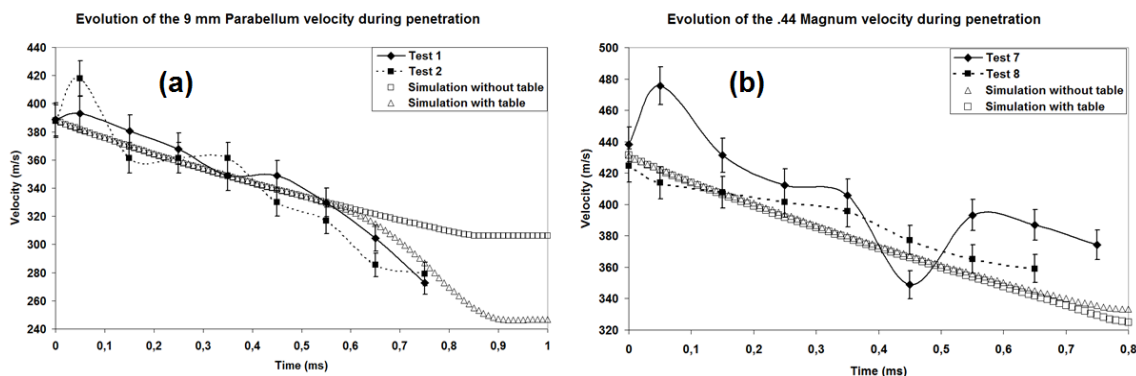 Evolution of the 9 mm Parabellum velocity during penetration
(a)
Test 1
Test 2
Simulation without table
Simulation with table
Velocity (m/s)
440
420
400
380
360
340
320
300
280
260
240
0 0,1 0,2 0,3 0,4 0,5 0,6 0,7 0,8 0,9 1
Time (ms)
Evolution of the .44 Magnum velocity during penetration
(b)
Test 7
Test 8
Simulation without table
Simulation with table
Velocity (m/s)
500
480
460
440
420
400
380
360
340
320
0 0,1 0,2 0,3 0,4 0,5 0,6 0,7 0,8
Time (ms)